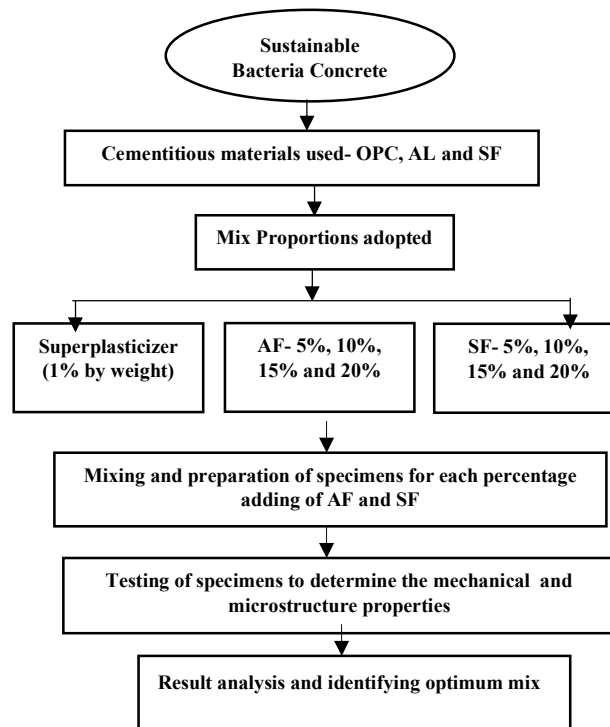 Sustainable
Bacteria Concrete
Cementitious materials used- OPC, AL and SF
Mix Proportions adopted
Superplasticizer
(1% by weight)
AF- 5%, 10%,
15% and 20%
SF- 5%, 10%,
15% and 20%
Mixing and preparation of specimens for each percentage
adding of AF and SF
Testing of specimens to determine the mechanical and
microstructure properties
Result analysis and identifying optimum mix